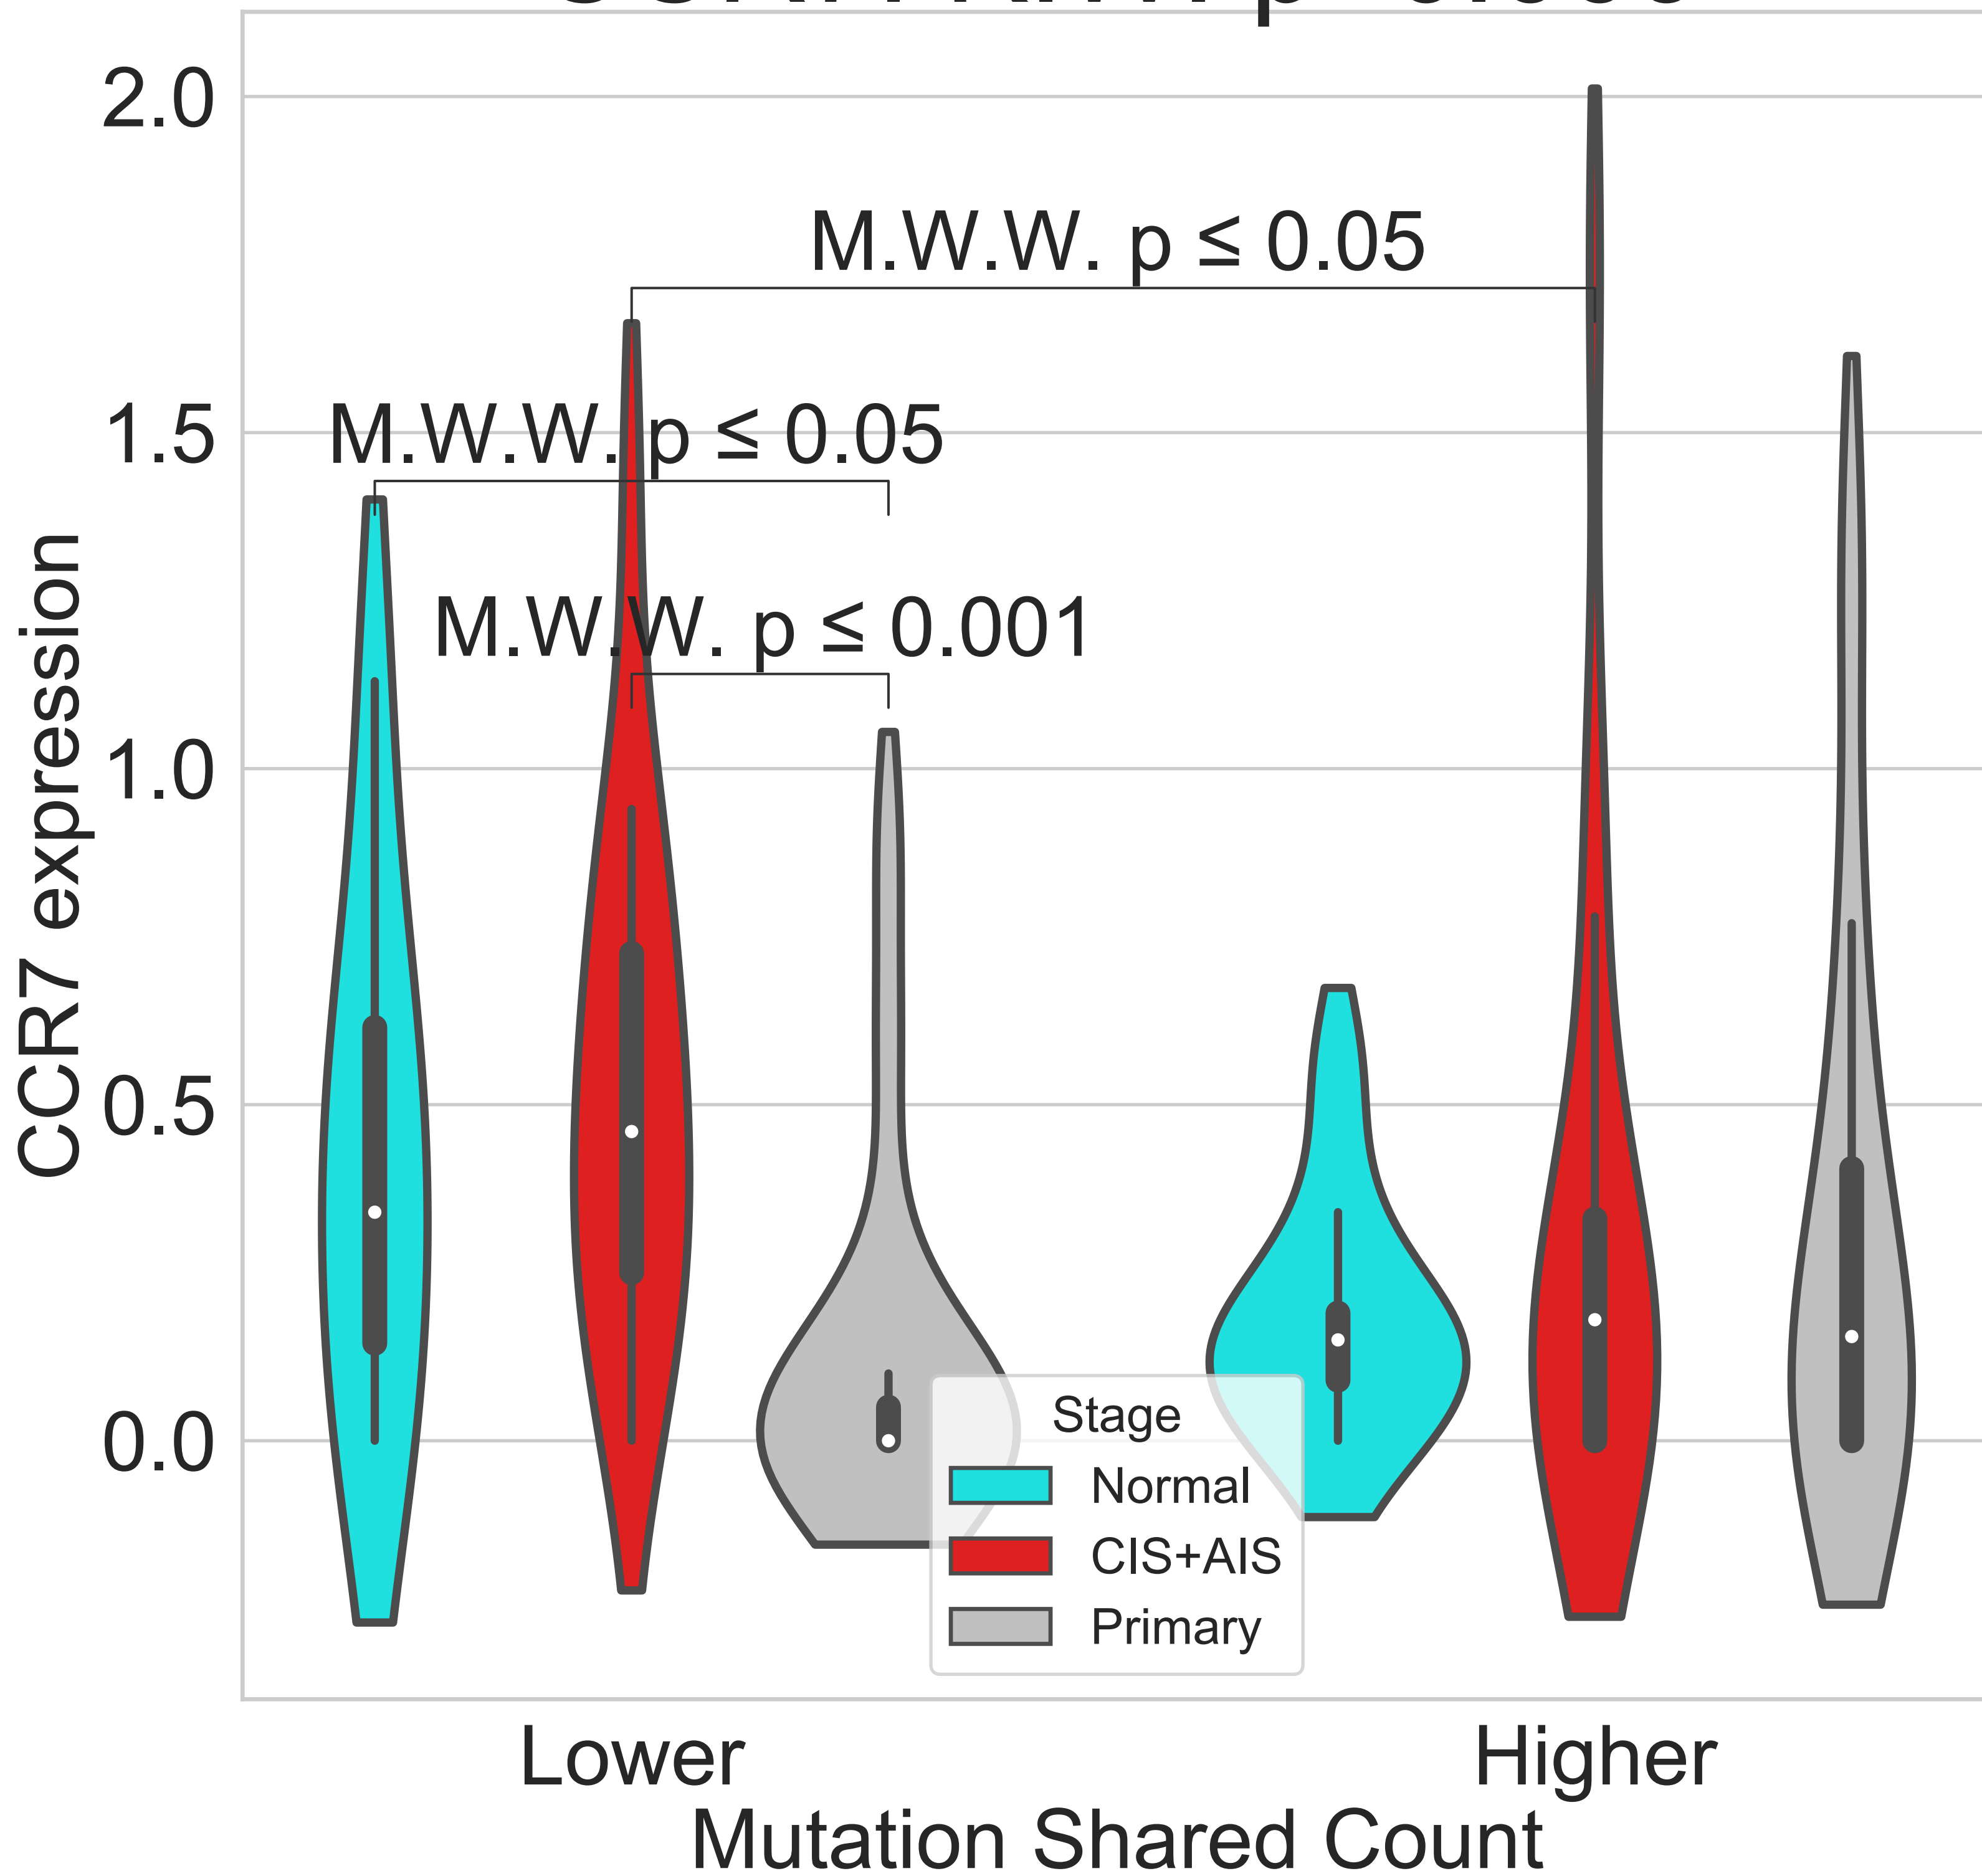 2.0
M.W.W. p ≤ 0.05
1.5
M.W.W. p ≤ 0.05
M.W.W. p ≤ 0.001
1.0
CCR7 expression
0.5
0.0
Stage
Normal
CIS+AIS
Primary
Lower
Higher
Mutation Shared Count